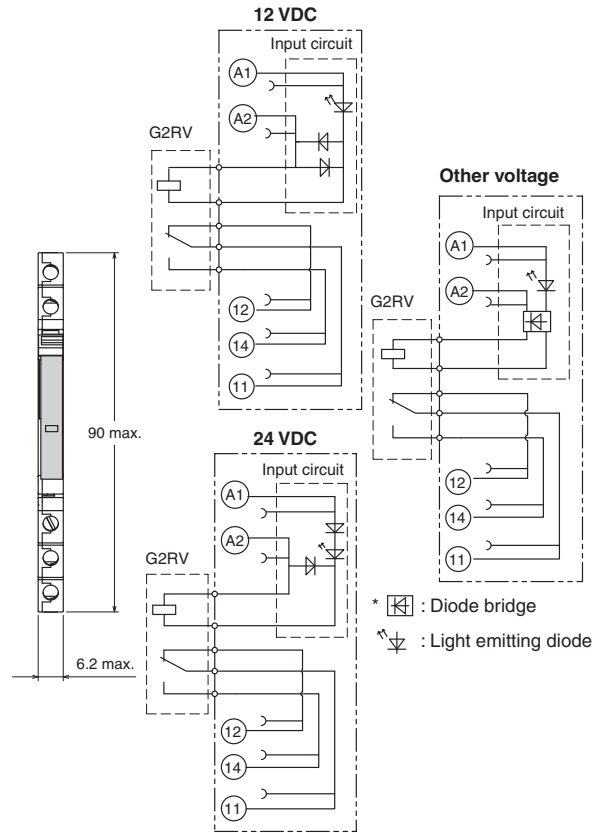 12 VDC
Input circuit
A1
A2
G2RV
12
14
11
Other voltage
Input circuit
A1
A2
G2RV
12
14
11
90 max.
6.2 max.
24 VDC
Input circuit
A1
A2
G2RV
12
14
11
* : Diode bridge
: Light emitting diode